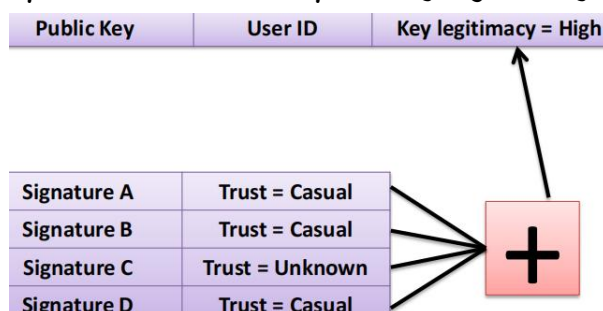 Public Key User ID Key legitimacy = High
Signature A Trust = Casual
Signature B Trust = Casual
Signature C Trust = Unknown
Signature D Trust = Casual
+